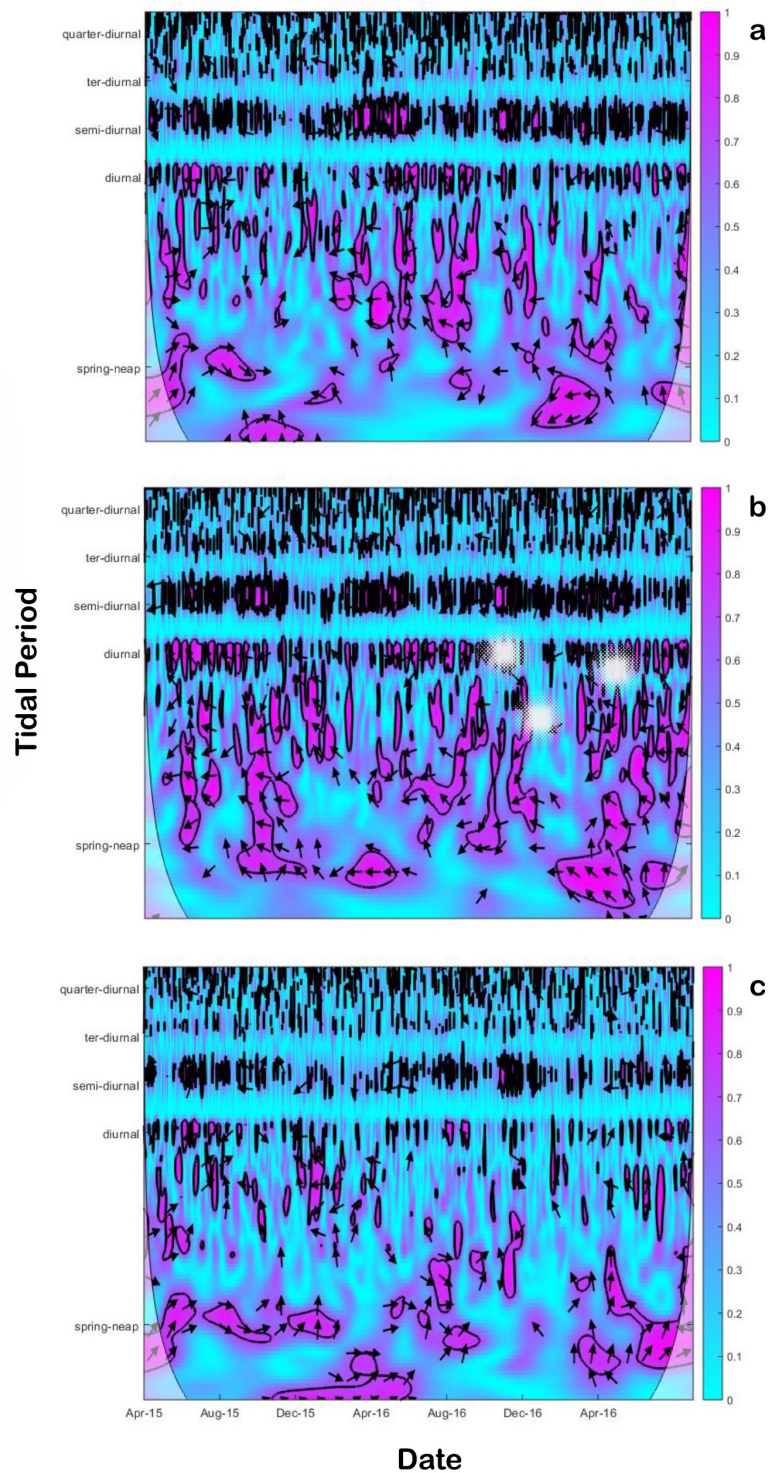 a
quarter-diurnal
ter-diurnal
semi-diurnal
diurnal
spring-neap
1
0.9
0.8
0.7
0.6
0.5
0.4
0.3
0.2
0.1
0
b
quarter-diurnal
ter-diurnal
semi-diurnal
diurnal
spring-neap
1
0.9
0.8
0.7
0.6
0.5
0.4
0.3
0.2
0.1
0
Tidal Period
c
quarter-diurnal
ter-diurnal
semi-diurnal
diurnal
spring-neap
1
0.9
0.8
0.7
0.6
0.5
0.4
0.3
0.2
0.1
0
Apr-15 Aug-15 Dec-15 Apr-16 Aug-16 Dec-16 Apr-16
Date